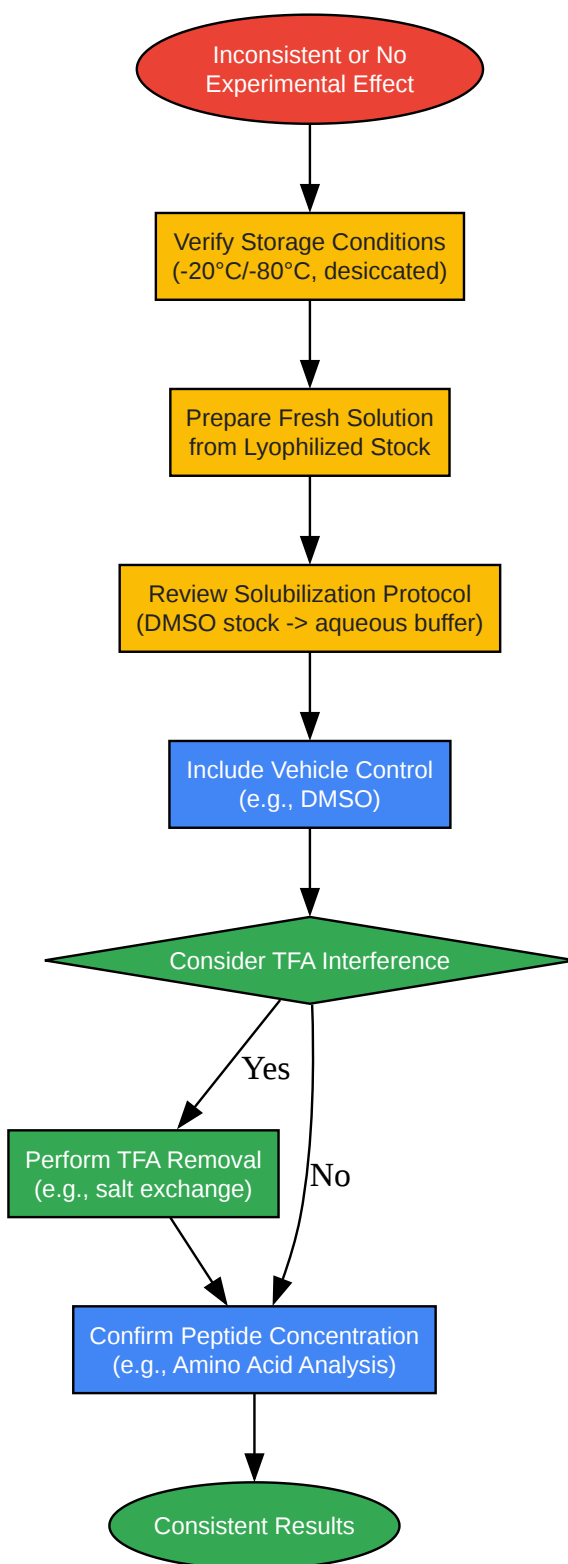 Inconsistent or No
Experimental Effect
Verify Storage Conditions
(-20°C/-80°C, desiccated)
Prepare Fresh Solution
from Lyophilized Stock
Review Solubilization Protocol
(DMSO stock -> aqueous buffer)
Include Vehicle Control
(e.g., DMSO)
Consider TFA Interference
Yes
Perform TFA Removal
(e.g., salt exchange)
No
Confirm Peptide Concentration
(e.g., Amino Acid Analysis)
Consistent Results